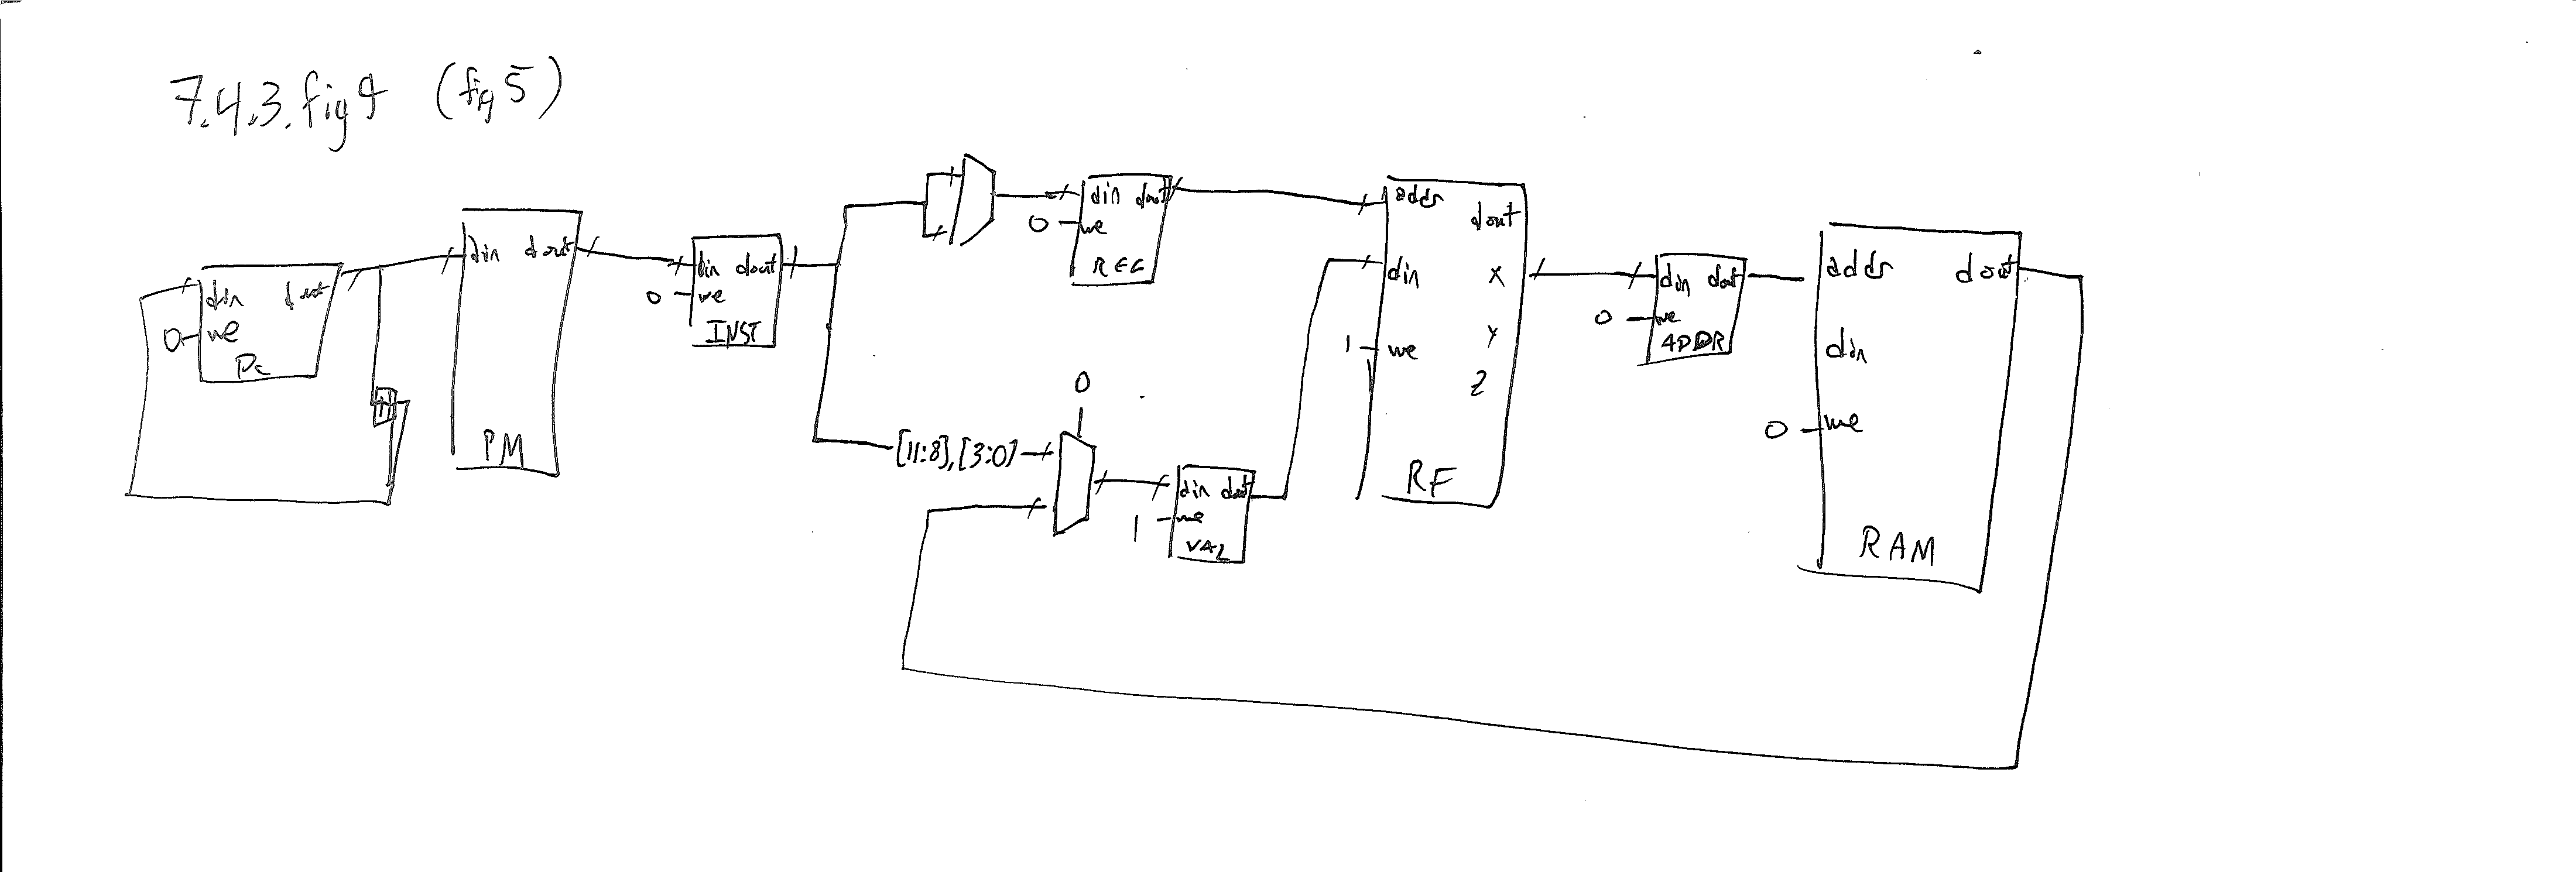 7.4.3.fig4 (fig5)
din dout
0 we
PC
+
din dout
PM
din dout
0 we
INST
din dout
0 we
REG
[11:8],[3:0]
0
din dout
1 we
VAL
addr
dout
din
X
Y
1 we
Z
RF
din dout
0 we
ADDR
addr dout
din
0 we
RAM